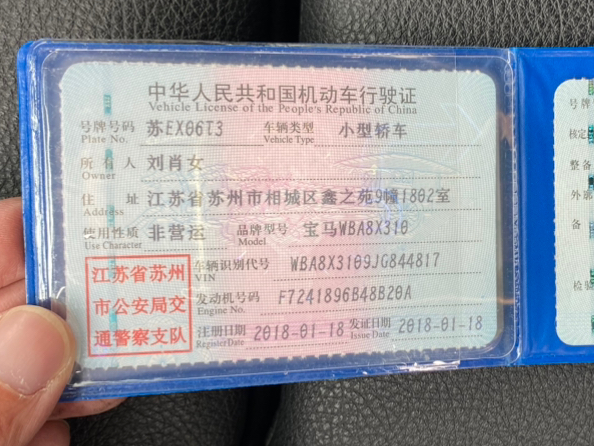 中华人民共和国机动车行驶证
Vehicle License of the People's Republic of China
号牌号码 苏EX06T3 车辆类型 小型轿车
Plate No. Vehicle Type
所有人 刘肖女
Owner
住址 江苏省苏州市相城区鑫之苑9幢1802室
Address
使用性质 非营运 品牌型号 宝马WBA8X310
Use Character Model
江苏省苏州
市公安局交
通警察支队
车辆识别代号 WBA8X3109JG844817
VIN
发动机号码 F7241896B48B20A
Engine No.
注册日期 2018-01-18 发证日期 2018-01-18
Register Date Issue Date
号牌
核定
整备
外廓
备
检验